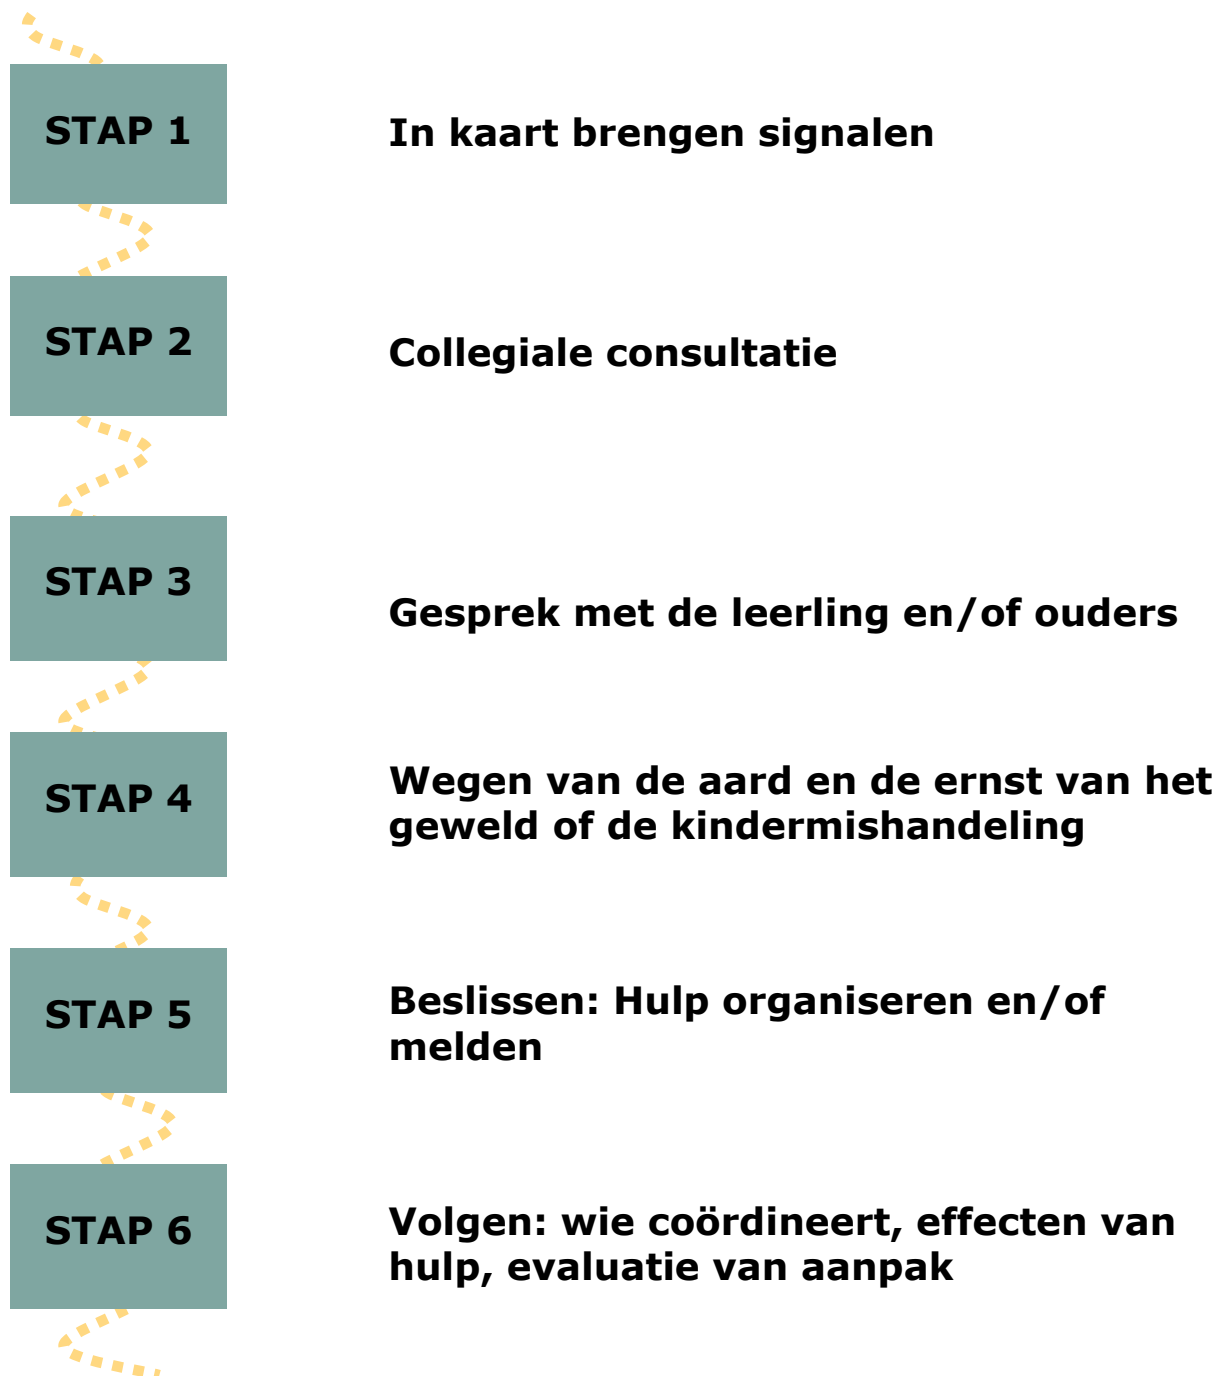 STAP 1
In kaart brengen signalen
STAP 2
Collegiale consultatie
STAP 3
Gesprek met de leerling en/of ouders
STAP 4
Wegen van de aard en de ernst van het
geweld of de kindermishandeling
STAP 5
Beslissen: Hulp organiseren en/of
melden
STAP 6
Volgen: wie coördineert, effecten van
hulp, evaluatie van aanpak